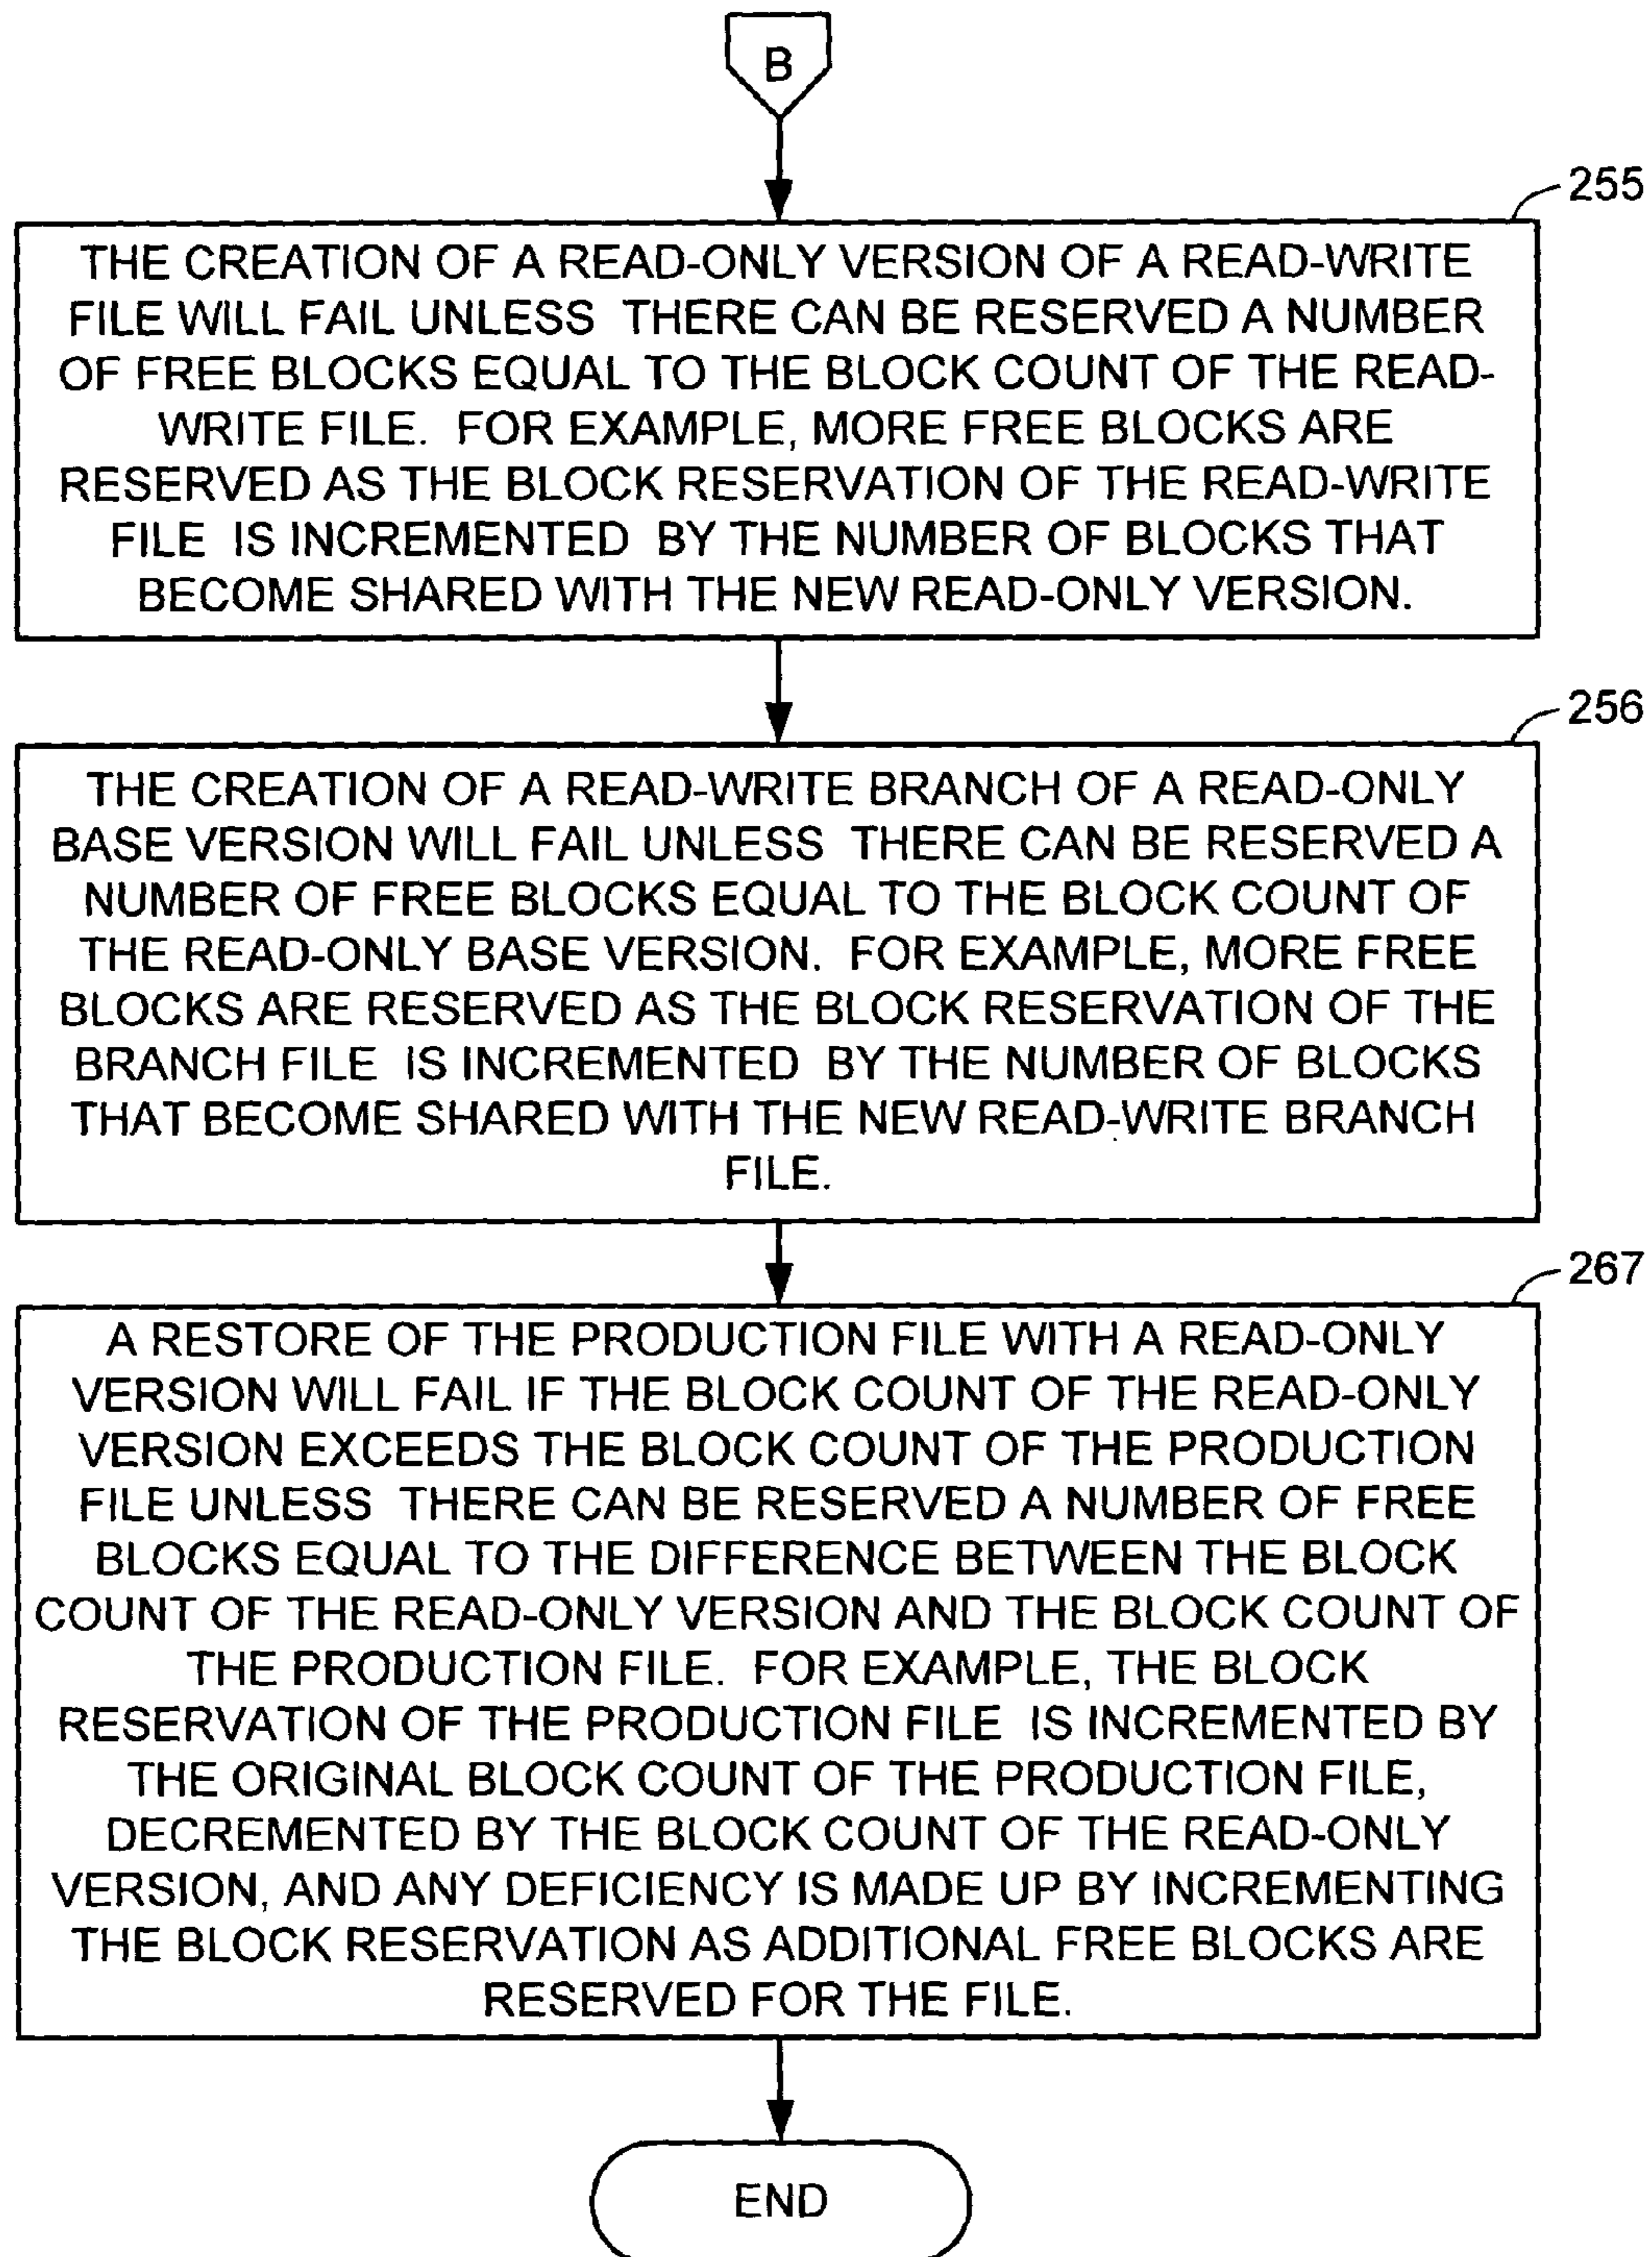 B
255
THE CREATION OF A READ-ONLY VERSION OF A READ-WRITE
FILE WILL FAIL UNLESS THERE CAN BE RESERVED A NUMBER
OF FREE BLOCKS EQUAL TO THE BLOCK COUNT OF THE READ-
WRITE FILE. FOR EXAMPLE, MORE FREE BLOCKS ARE
RESERVED AS THE BLOCK RESERVATION OF THE READ-WRITE
FILE IS INCREMENTED BY THE NUMBER OF BLOCKS THAT
BECOME SHARED WITH THE NEW READ-ONLY VERSION.
256
THE CREATION OF A READ-WRITE BRANCH OF A READ-ONLY
BASE VERSION WILL FAIL UNLESS THERE CAN BE RESERVED A
NUMBER OF FREE BLOCKS EQUAL TO THE BLOCK COUNT OF
THE READ-ONLY BASE VERSION. FOR EXAMPLE, MORE FREE
BLOCKS ARE RESERVED AS THE BLOCK RESERVATION OF THE
BRANCH FILE IS INCREMENTED BY THE NUMBER OF BLOCKS
THAT BECOME SHARED WITH THE NEW READ-WRITE BRANCH
FILE.
267
A RESTORE OF THE PRODUCTION FILE WITH A READ-ONLY
VERSION WILL FAIL IF THE BLOCK COUNT OF THE READ-ONLY
VERSION EXCEEDS THE BLOCK COUNT OF THE PRODUCTION
FILE UNLESS THERE CAN BE RESERVED A NUMBER OF FREE
BLOCKS EQUAL TO THE DIFFERENCE BETWEEN THE BLOCK
COUNT OF THE READ-ONLY VERSION AND THE BLOCK COUNT OF
THE PRODUCTION FILE. FOR EXAMPLE, THE BLOCK
RESERVATION OF THE PRODUCTION FILE IS INCREMENTED BY
THE ORIGINAL BLOCK COUNT OF THE PRODUCTION FILE,
DECREMENTED BY THE BLOCK COUNT OF THE READ-ONLY
VERSION, AND ANY DEFICIENCY IS MADE UP BY INCREMENTING
THE BLOCK RESERVATION AS ADDITIONAL FREE BLOCKS ARE
RESERVED FOR THE FILE.
END